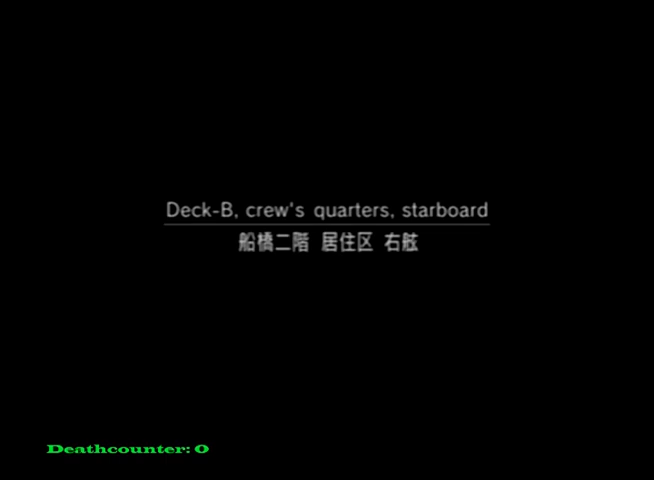 Deck-B, crew's quarters, starboard
船橋二階 居住区 右舷
Deathcounter: 0